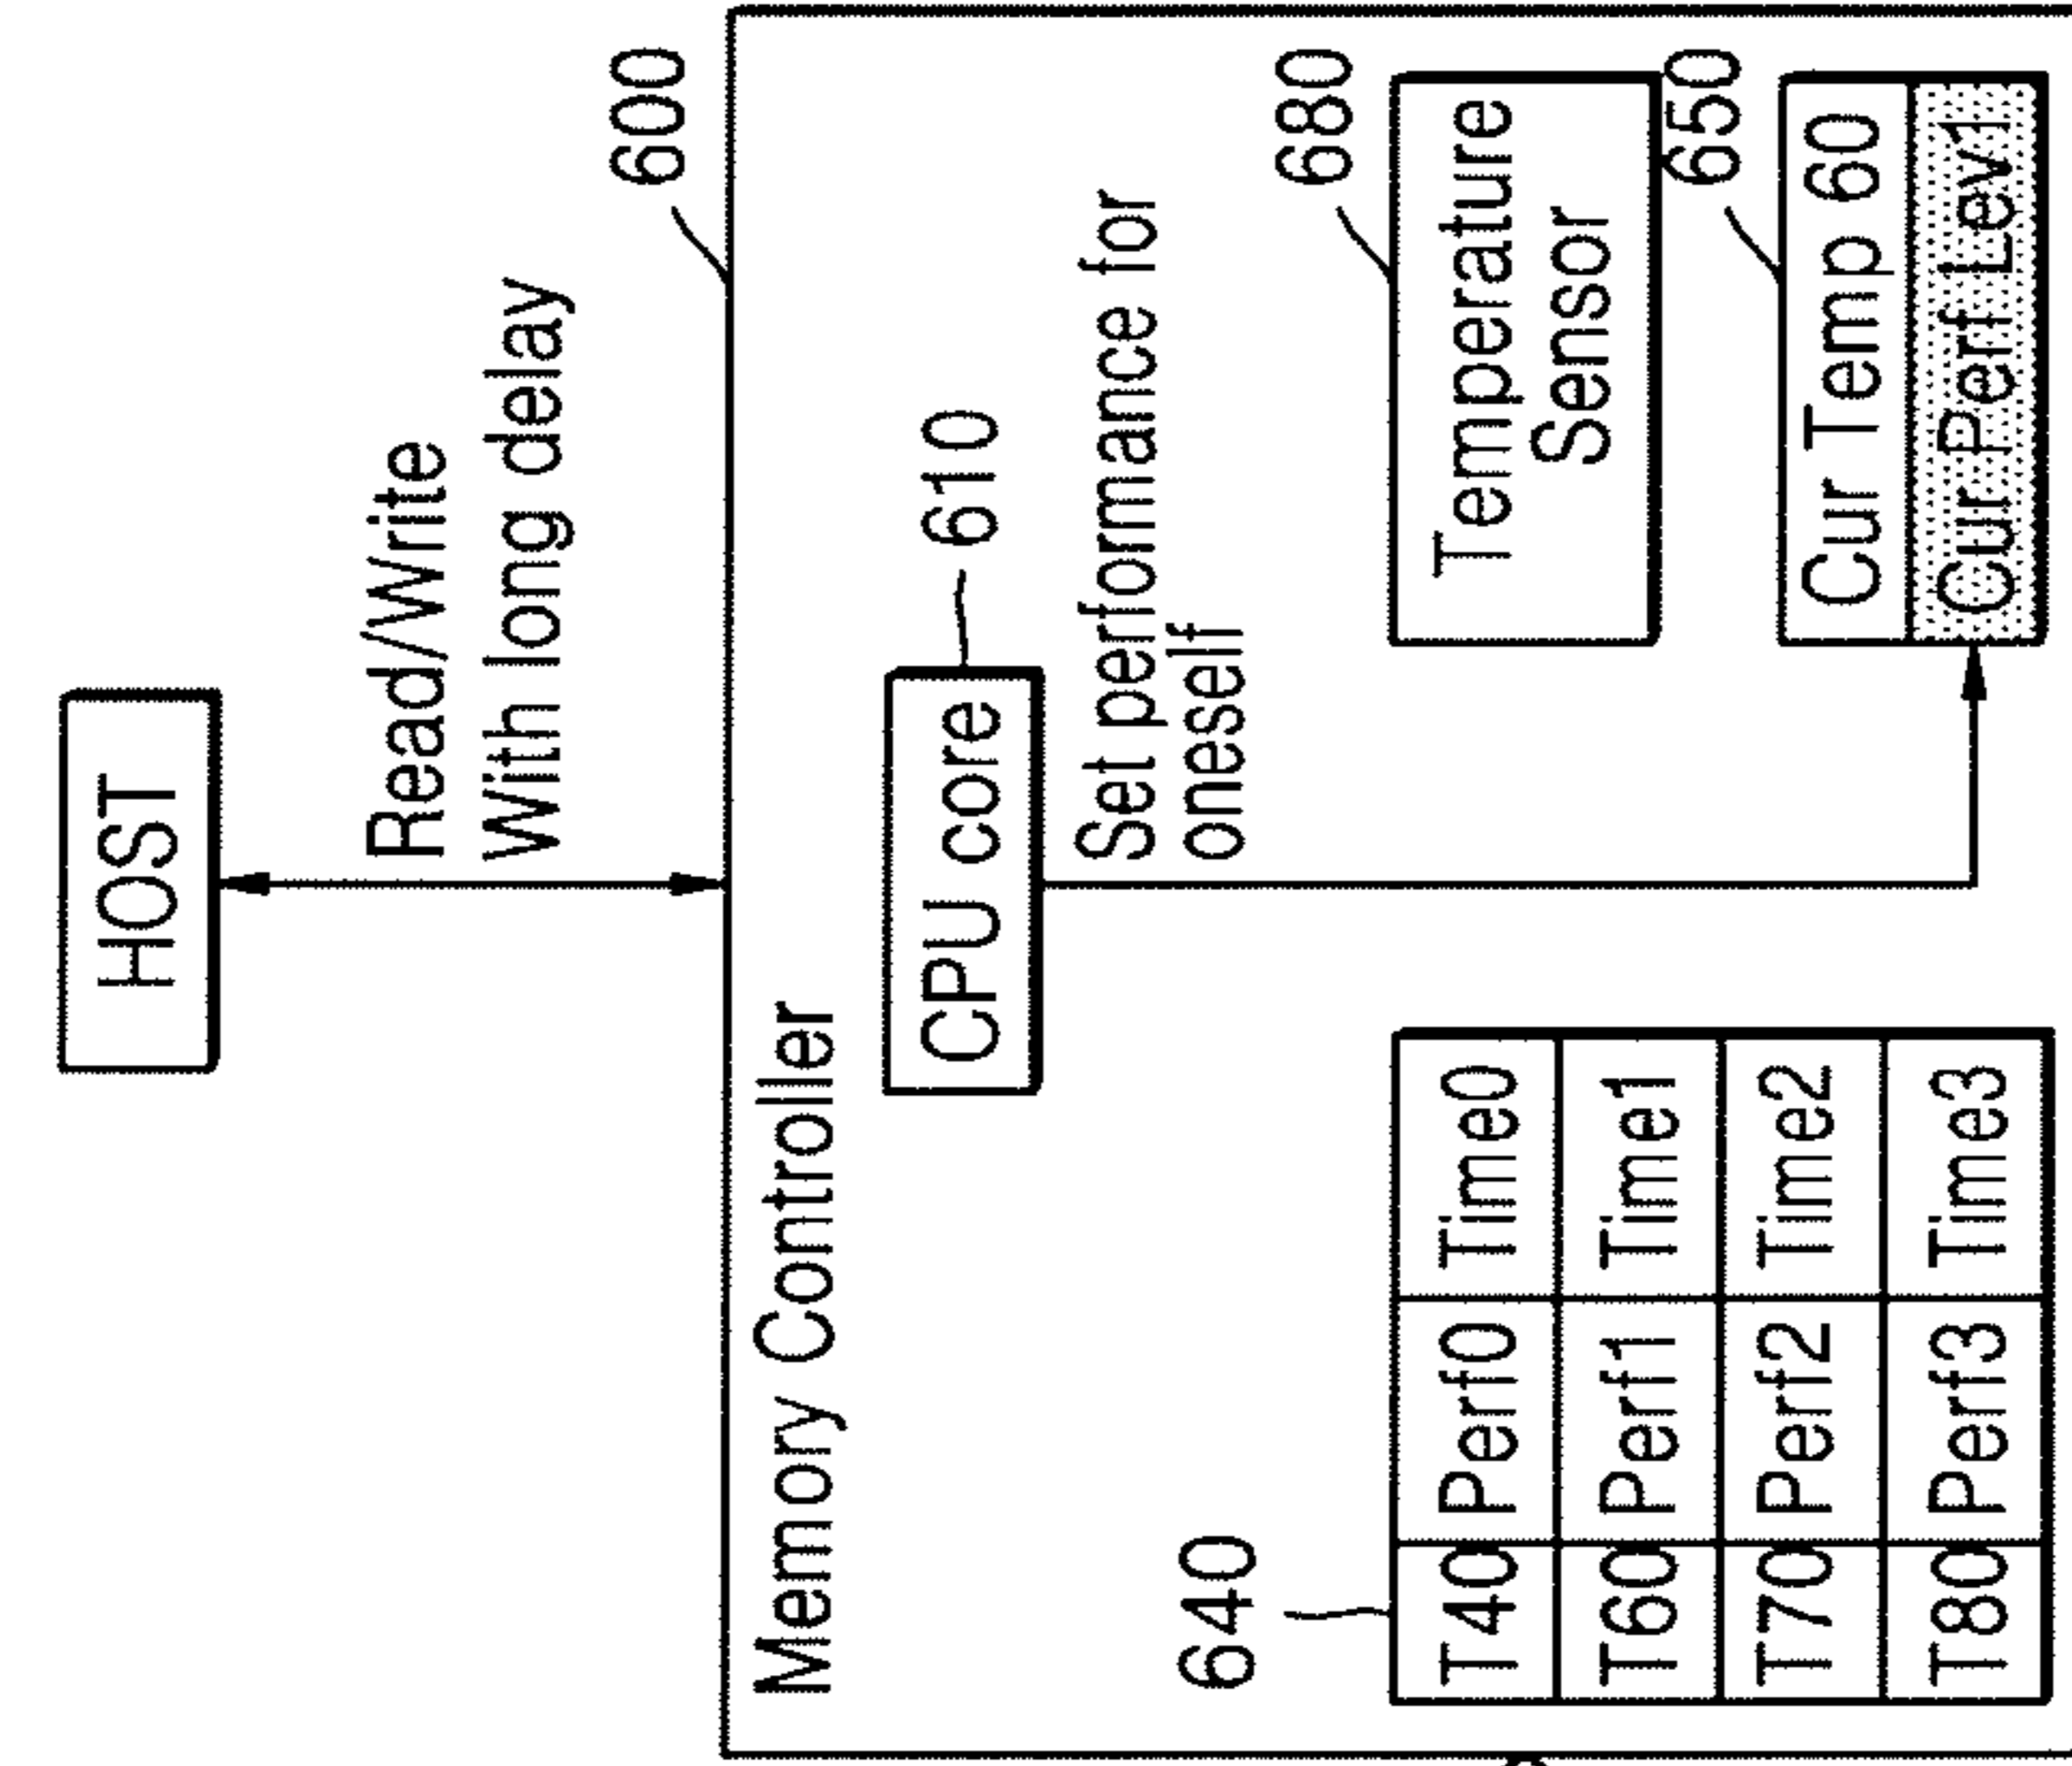 HOST
Read/Write
With long delay
600
Memory Controller
CPU core
610
Set performance for
oneself
640
T40 Perf0 Time0
T60 Perf1 Time1
T70 Perf2 Time2
T80 Perf3 Time3
680
Temperature
Sensor
650
Cur Temp 60
Cur Perf Lev1